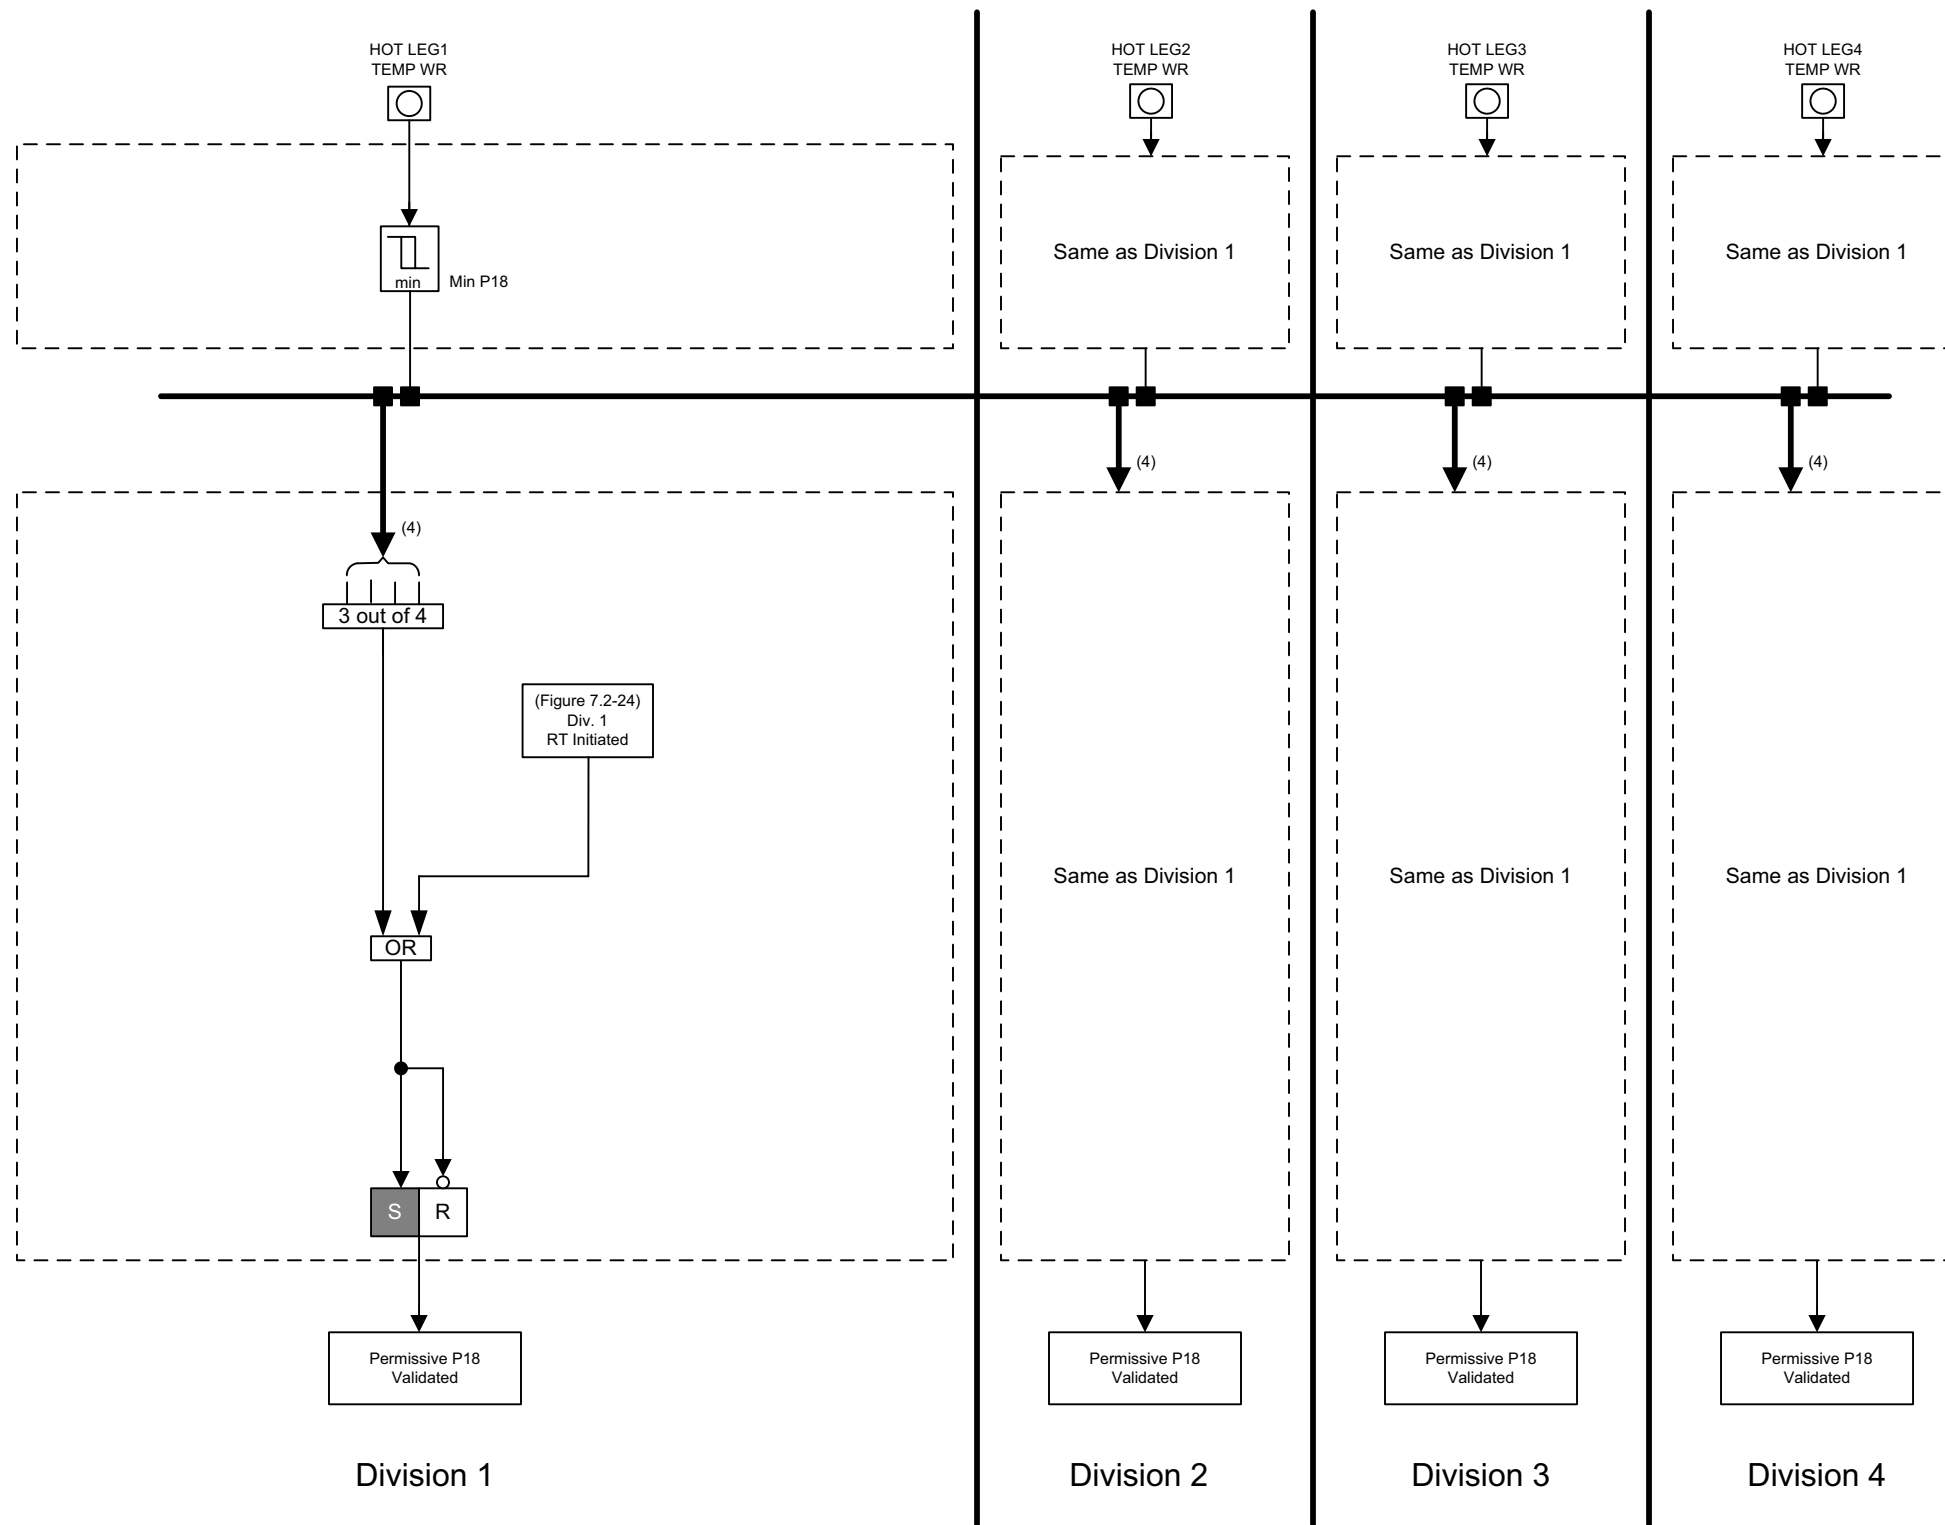 HOT LEG1
TEMP WR
HOT LEG2
TEMP WR
HOT LEG3
TEMP WR
HOT LEG4
TEMP WR
min
Min P18
Same as Division 1
Same as Division 1
Same as Division 1
(4)
(4)
(4)
(4)
3 out of 4
(Figure 7.2-24)
Div. 1
RT Initiated
Same as Division 1
Same as Division 1
Same as Division 1
OR
S
R
Permissive P18
Validated
Permissive P18
Validated
Permissive P18
Validated
Permissive P18
Validated
Division 1
Division 2
Division 3
Division 4